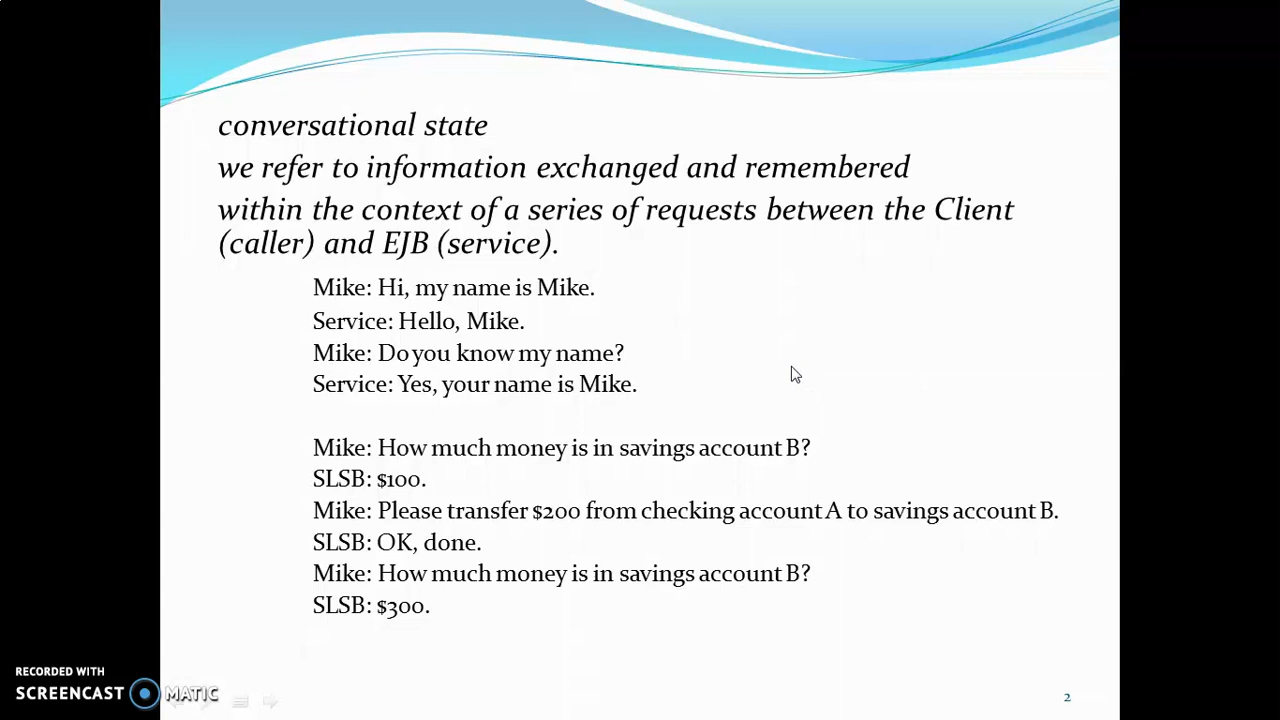 conversational state
we refer to information exchanged and remembered
within the context of a series of requests between the Client
(caller) and EJB (service).
Mike: Hi, my name is Mike.
Service: Hello, Mike.
Mike: Do you know my name?
Service: Yes, your name is Mike.
Mike: How much money is in savings account B?
SLSB: $100.
Mike: Please transfer $200 from checking account A to savings account B.
SLSB: OK, done.
Mike: How much money is in savings account B?
SLSB: $300.
RECORDED WITH
SCREENCAST MATIC
2